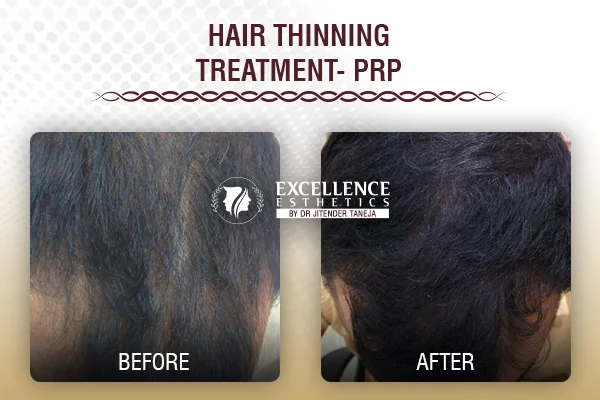 HAIR THINNING
TREATMENT- PRP
EXCELLENCE
ESTHETICS
BY DR JITENDER TANEJA
BEFORE
AFTER